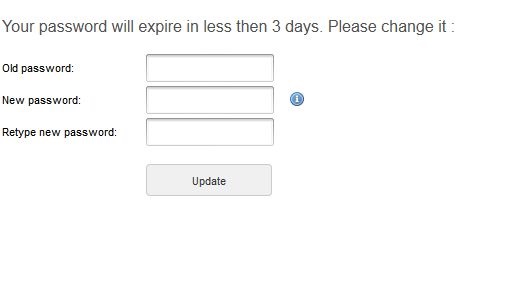 Your password will expire in less then 3 days. Please change it :
Old password:
New password:
Retype new password:
Update